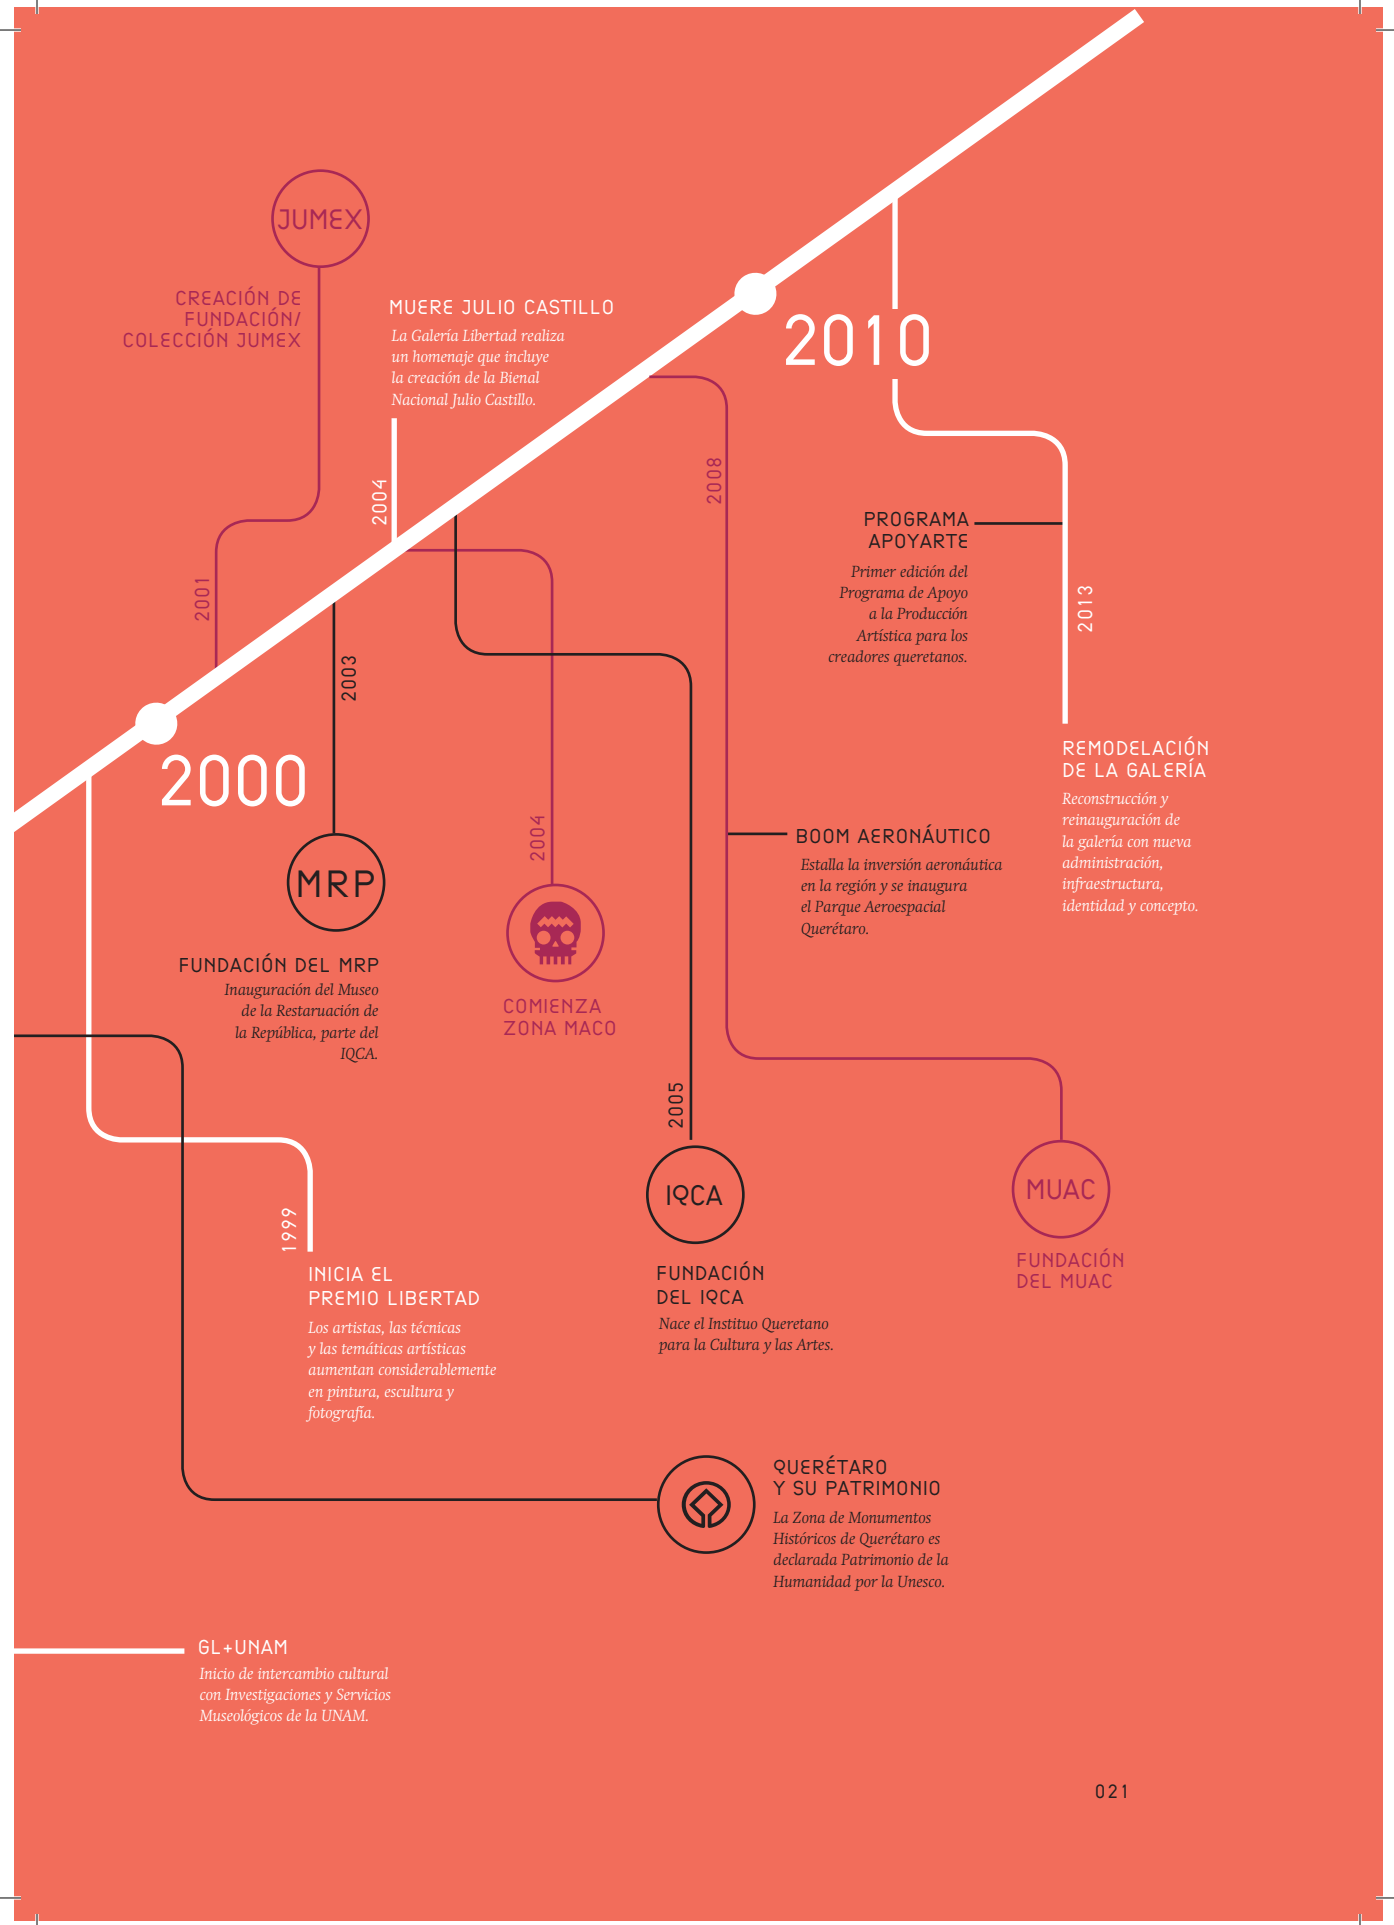 JUMEX
CREACIÓN DE
FUNDACIÓN/
COLECCIÓN JUMEX
2001
MUERE JULIO CASTILLO
La Galería Libertad realiza
un homenaje que incluye
la creación de la Bienal
Nacional Julio Castillo.
2004
2010
2008
PROGRAMA
APOYARTE
Primer edición del
Programa de Apoyo
a la Producción
Artística para los
creadores queretanos.
2013
REMODELACIÓN
DE LA GALERÍA
Reconstrucción y
reinauguración de
la galería con nueva
administración,
infraestructura,
identidad y concepto.
2000
2003
MRP
FUNDACIÓN DEL MRP
Inauguración del Museo
de la Restaruación de
la República, parte del
IQCA.
2004
COMIENZA
ZONA MACO
BOOM AERONÁUTICO
Estalla la inversión aeronáutica
en la región y se inaugura
el Parque Aeroespacial
Querétaro.
2005
IQCA
FUNDACIÓN
DEL IQCA
Nace el Instituo Queretano
para la Cultura y las Artes.
MUAC
FUNDACIÓN
DEL MUAC
1999
INICIA EL
PREMIO LIBERTAD
Los artistas, las técnicas
y las temáticas artísticas
aumentan considerablemente
en pintura, escultura y
fotografía.
QUERÉTARO
Y SU PATRIMONIO
La Zona de Monumentos
Históricos de Querétaro es
declarada Patrimonio de la
Humanidad por la Unesco.
GL+UNAM
Inicio de intercambio cultural
con Investigaciones y Servicios
Museológicos de la UNAM.
021